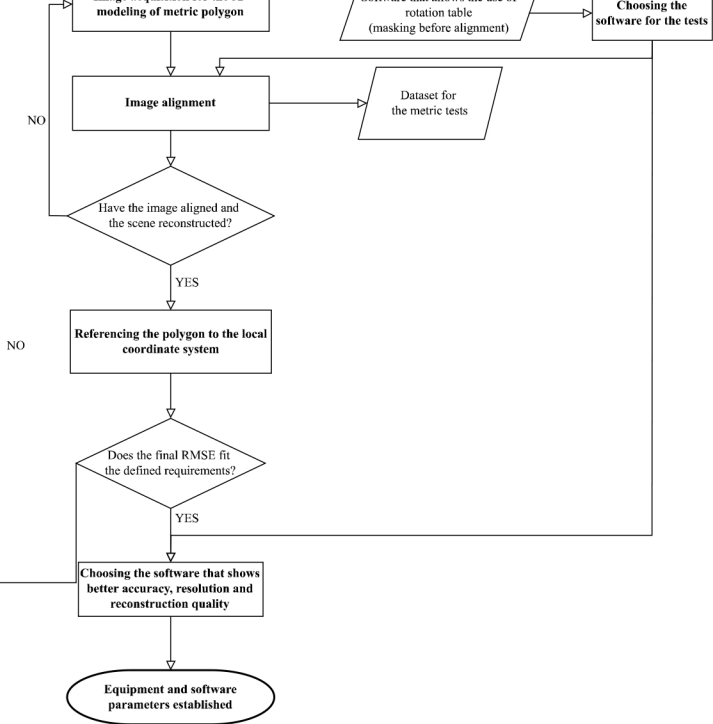 modeling of metric polygon
rotation table
(masking before alignment)
Choosing the
software for the tests
Image alignment
Dataset for
the metric tests
NO
Have the image aligned and
the scene reconstructed?
YES
Referencing the polygon to the local
coordinate system
NO
Does the final RMSE fit
the defined requirements?
YES
Choosing the software that shows
better accuracy, resolution and
reconstruction quality
Equipment and software
parameters established